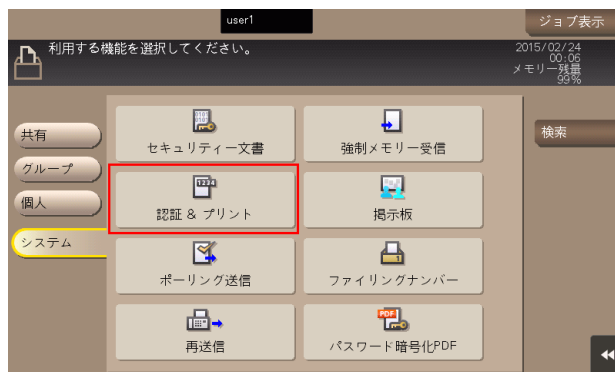 user1
ジョブ表示
利用する機能を選択してください。
2015/02/24
00:06
メモリー残量
99%
共有
グループ
個人
システム
検索
セキュリティー文書
強制メモリー受信
認証 & プリント
掲示板
ポーリング送信
ファイリングナンバー
再送信
パスワード暗号化PDF